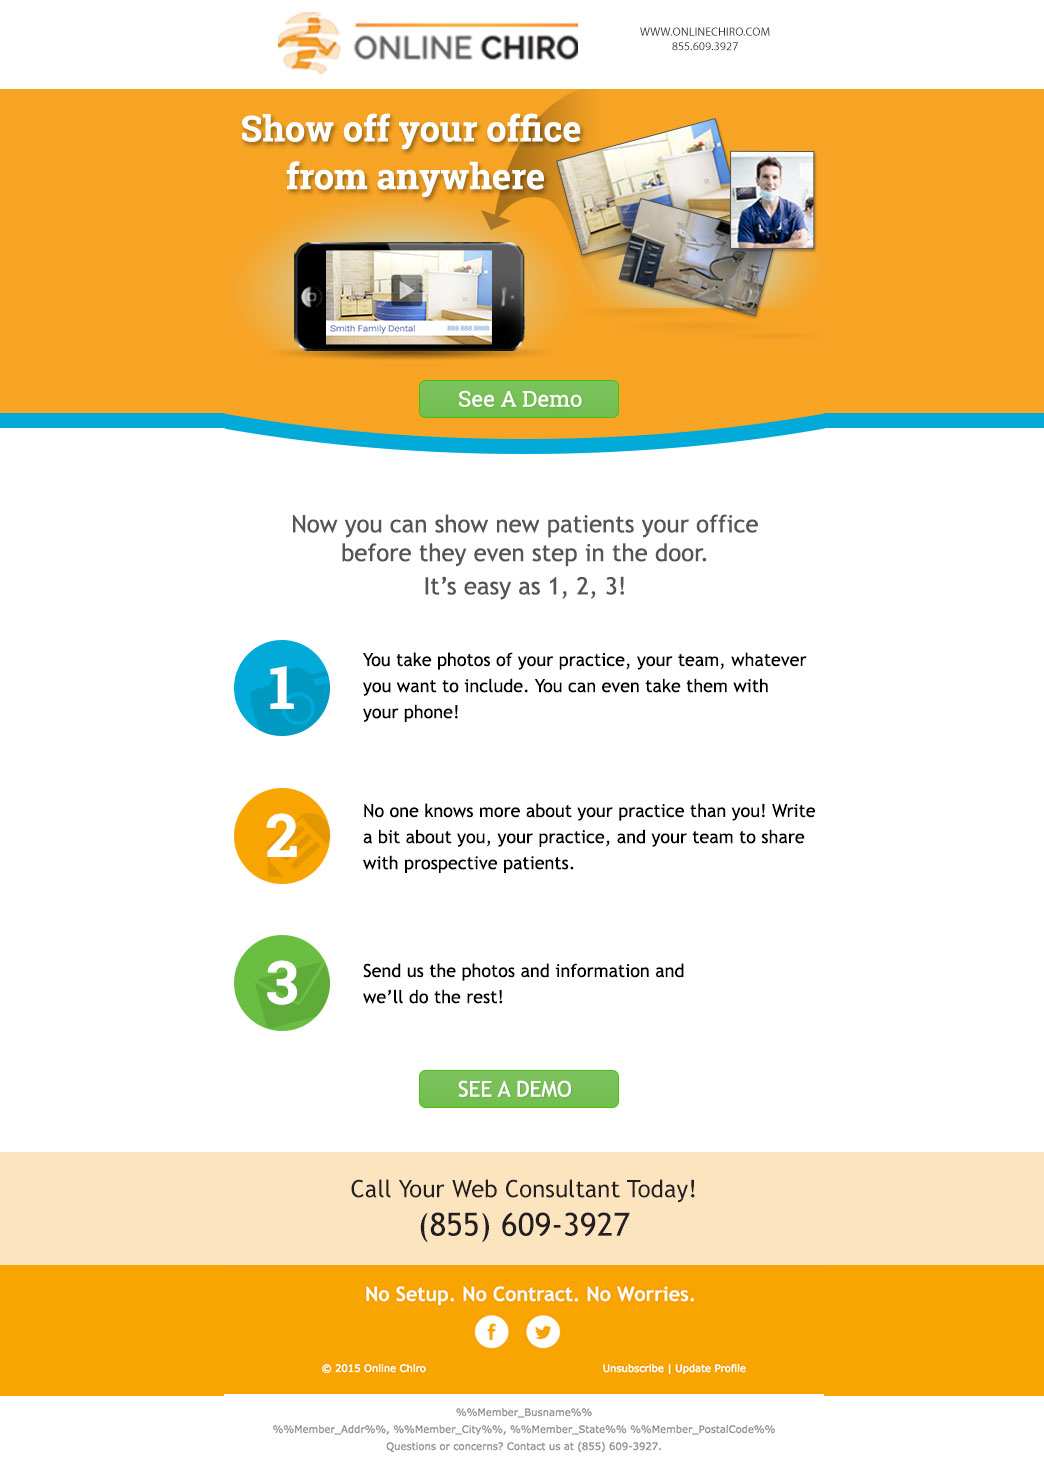 ONLINE CHIRO
WWW.ONLINECHIRO.COM
855.609.3927
Show off your office
from anywhere
Smith Family Dental
888.888.8888
See A Demo
Now you can show new patients your office
before they even step in the door.
It's easy as 1, 2, 3!
1
You take photos of your practice, your team, whatever
you want to include. You can even take them with
your phone!
2
No one knows more about your practice than you! Write
a bit about you, your practice, and your team to share
with prospective patients.
3
Send us the photos and information and
we'll do the rest!
SEE A DEMO
Call Your Web Consultant Today!
(855) 609-3927
No Setup. No Contract. No Worries.
© 2015 Online Chiro
Unsubscribe | Update Profile
%%Member_Busname%%
%%Member_Addr%%, %%Member_City%%, %%Member_State%% %%Member_PostalCode%%
Questions or concerns? Contact us at (855) 609-3927.